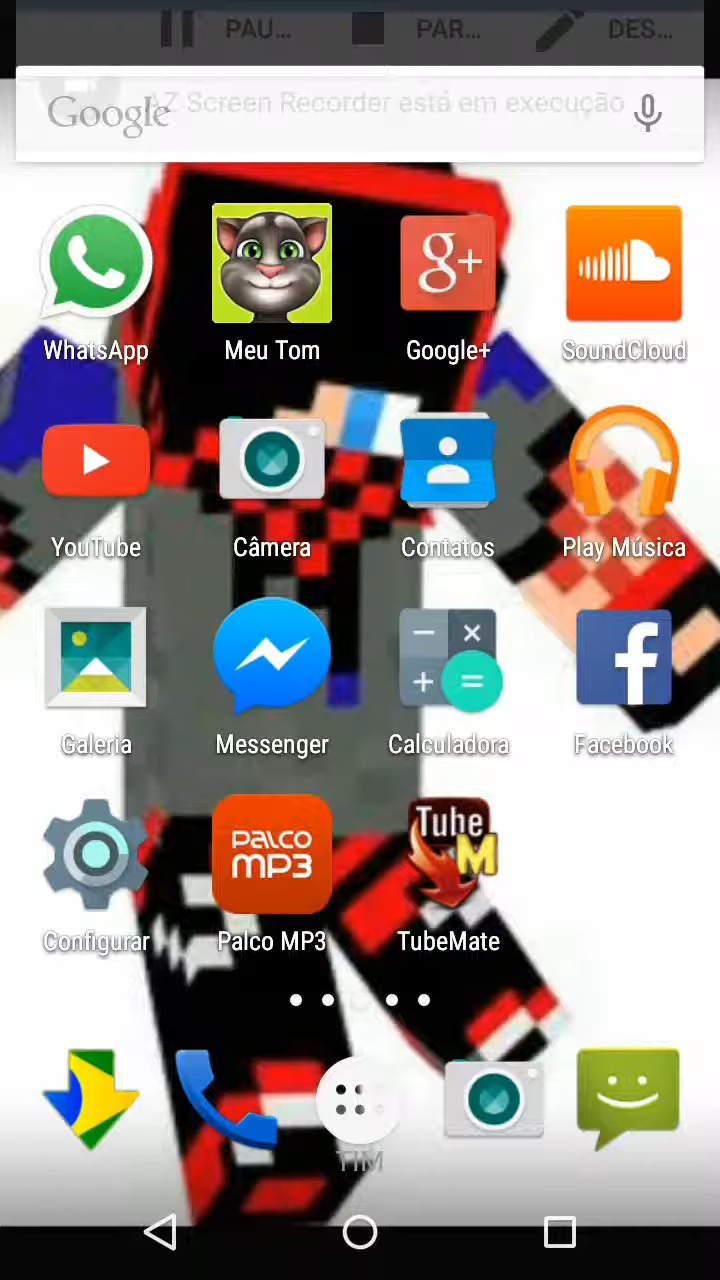 PAU... PAR... DES...
Google AZ Screen Recorder está em execução
WhatsApp Meu Tom Google+ SoundCloud
YouTube Câmera Contatos Play Música
Galeria Messenger Calculadora Facebook
PALCO MP3
Tube M
Configurar Palco MP3 TubeMate
TIM